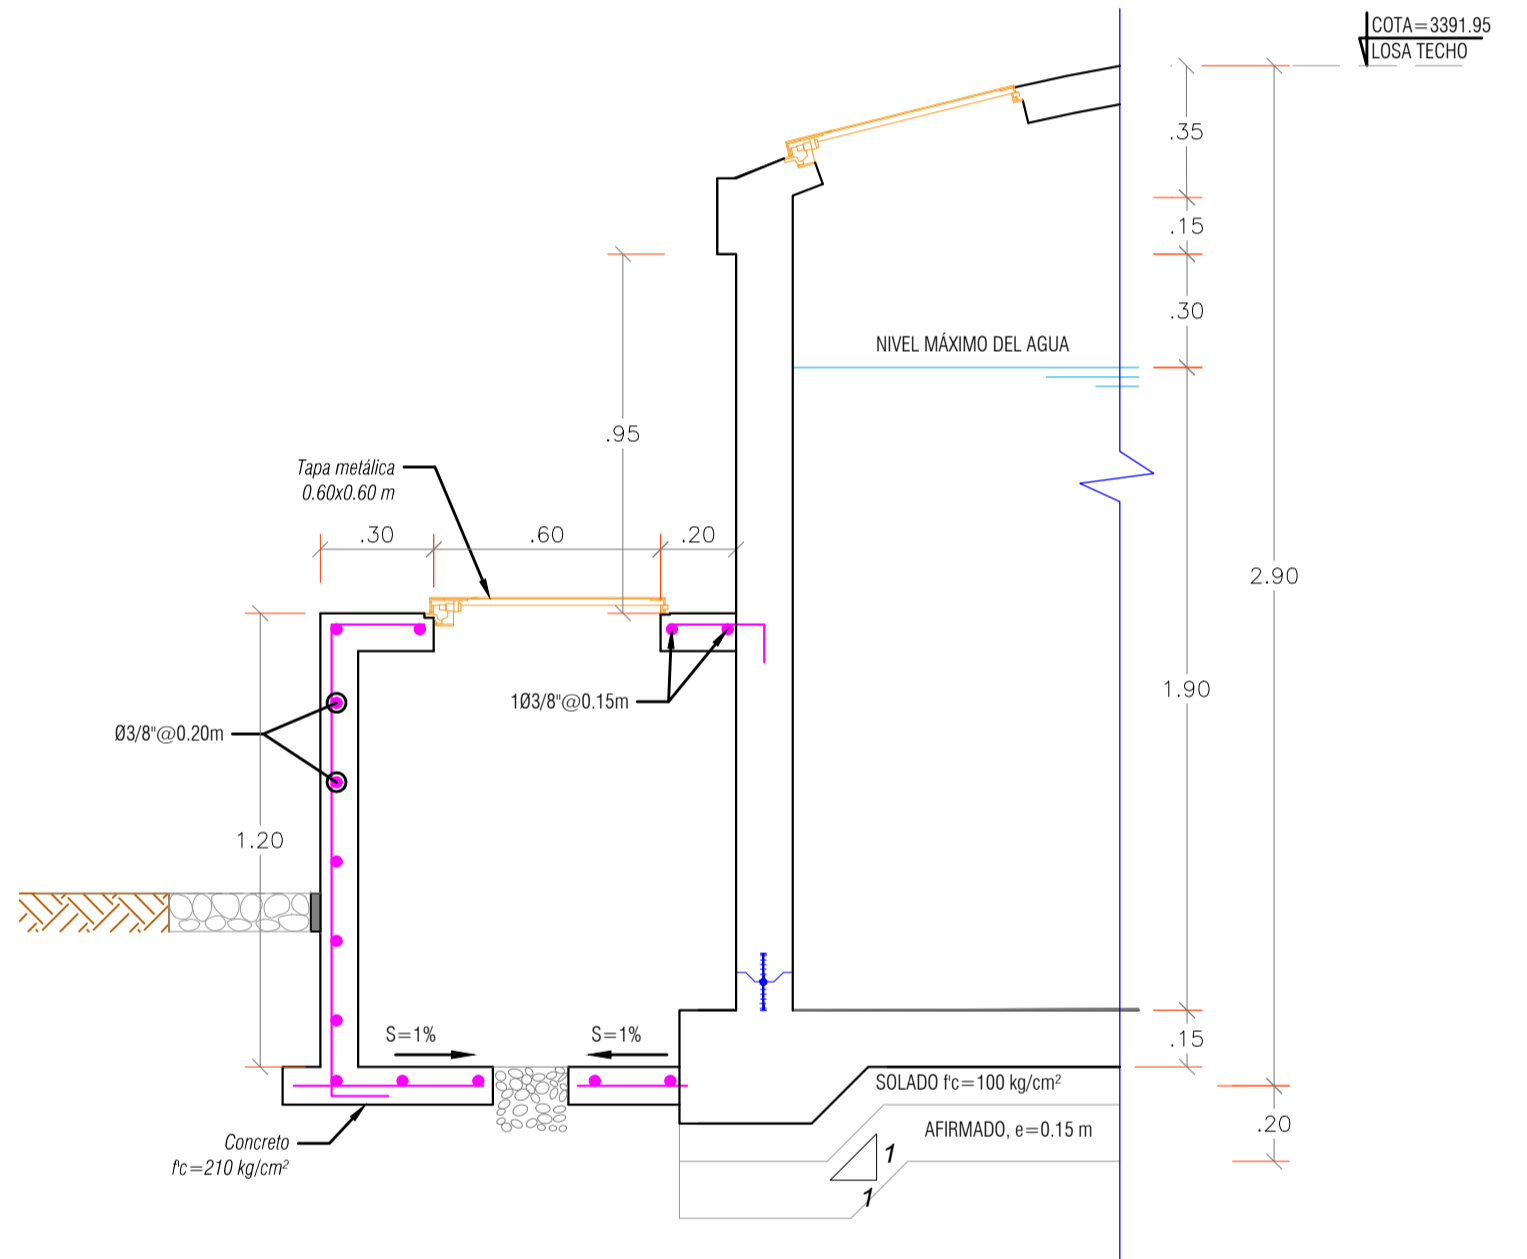 COTA=3391.95
LOSA TECHO
.35
.15
.30
NIVEL MÁXIMO DEL AGUA
.95
Tapa metálica
0.60x0.60 m
.30
.60
.20
2.90
1.90
1Ø3/8"@0.15m
Ø3/8"@0.20m
1.20
S=1%
S=1%
.15
SOLADO f'c=100 kg/cm²
AFIRMADO, e=0.15 m
.20
Concreto
f'c=210 kg/cm²
1
1